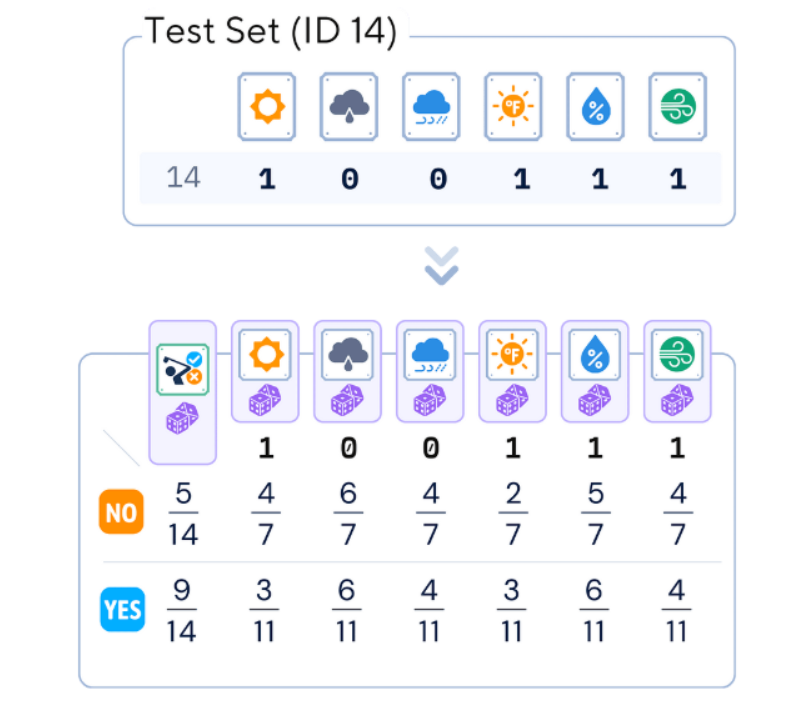 Test Set (ID 14)
°F % 
14 1 0 0 1 1 1
°F %
1 0 0 1 1 1
5 4 6 4 2 5 4
NO
14 7 7 7 7 7 7
9 3 6 4 3 6 4
YES
14 11 11 11 11 11 11